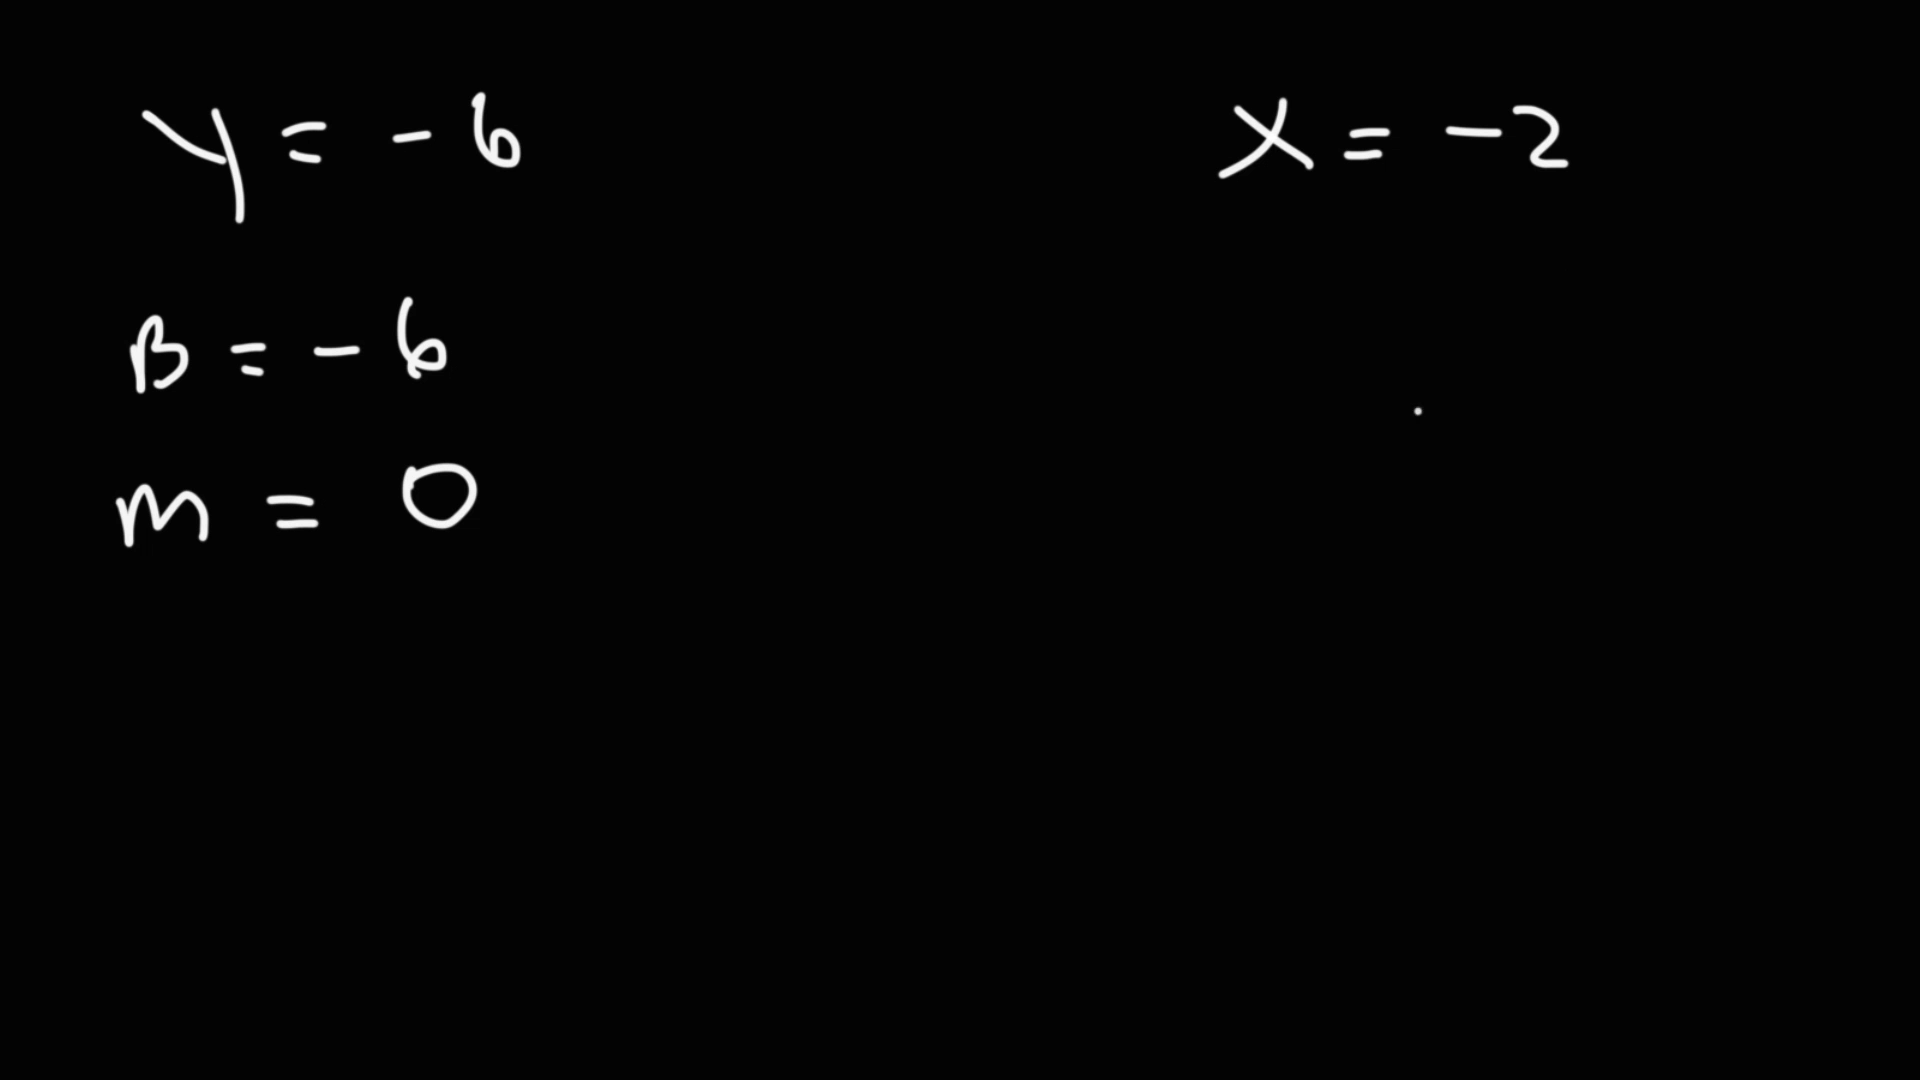 y = -6
B = -6
m = 0
x = -2